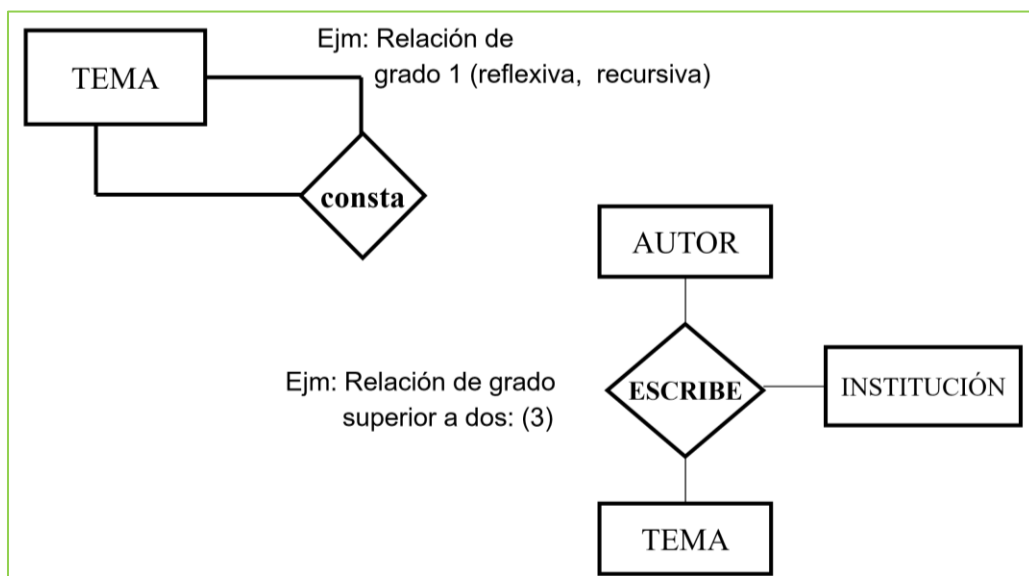 Ejm: Relación de
grado 1 (reflexiva, recursiva)
TEMA
consta
AUTOR
Ejm: Relación de grado
superior a dos: (3)
ESCRIBE
INSTITUCIÓN
TEMA